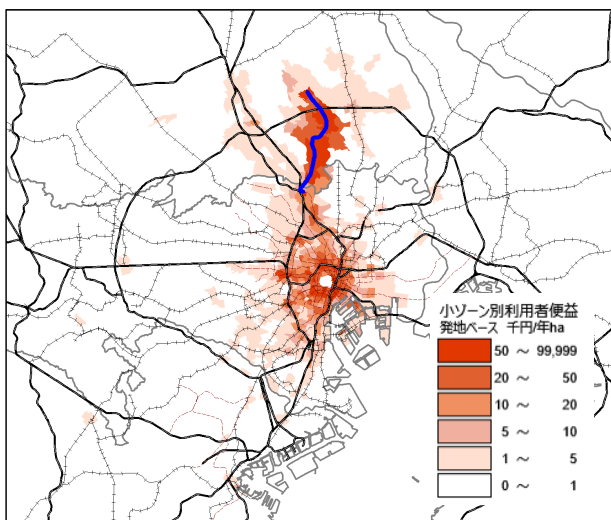 小ゾーン別利用者便益
発地ベース 千円/年ha
50 ～ 99,999
20 ～ 50
10 ～ 20
5 ～ 10
1 ～ 5
0 ～ 1